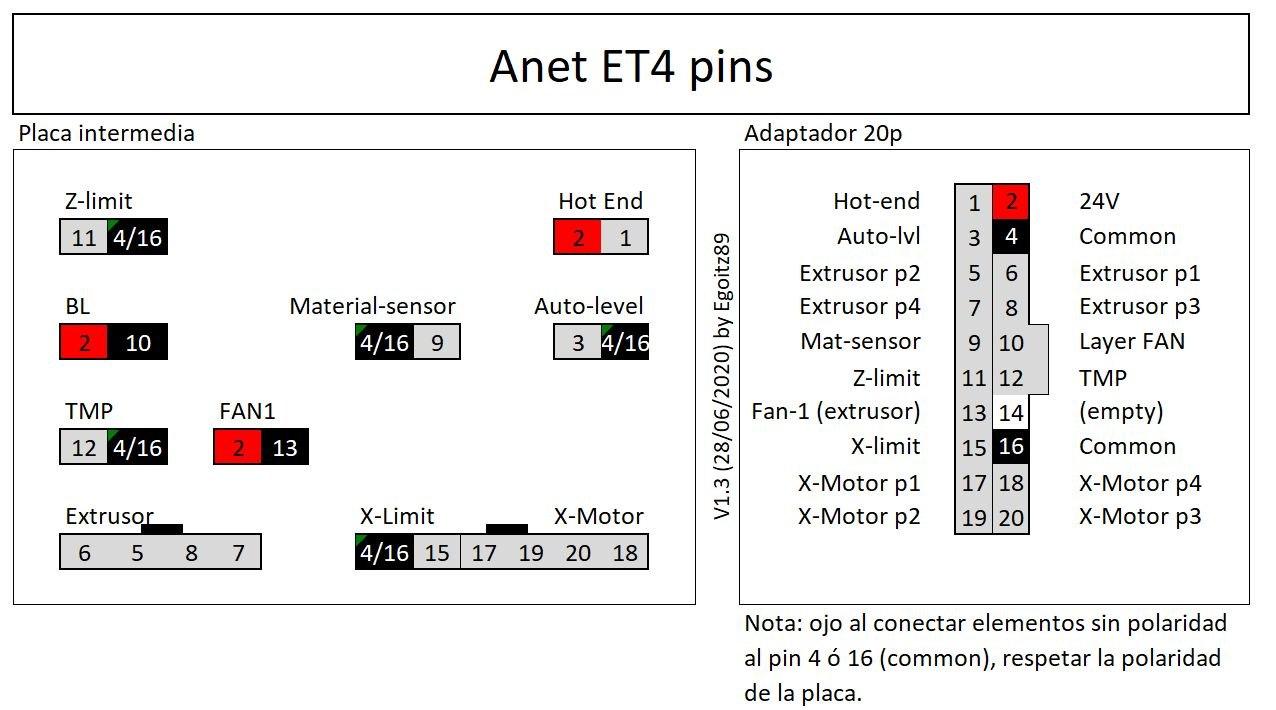 Anet ET4 pins
Placa intermedia
Z-limit
11 4/16
Hot End
2 1
BL
2 10
Material-sensor
4/16 9
Auto-level
3 4/16
TMP
12 4/16
FAN1
2 13
Extrusor
6 5 8 7
X-Limit X-Motor
4/16 15 17 19 20 18
V1.3 (28/06/2020) by Egoitz89
Adaptador 20p
Hot-end 1 2 24V
Auto-lvl 3 4 Common
Extrusor p2 5 6 Extrusor p1
Extrusor p4 7 8 Extrusor p3
Mat-sensor 9 10 Layer FAN
Z-limit 11 12 TMP
Fan-1 (extrusor) 13 14 (empty)
X-limit 15 16 Common
X-Motor p1 17 18 X-Motor p4
X-Motor p2 19 20 X-Motor p3
Nota: ojo al conectar elementos sin polaridad
al pin 4 ó 16 (common), respetar la polaridad
de la placa.